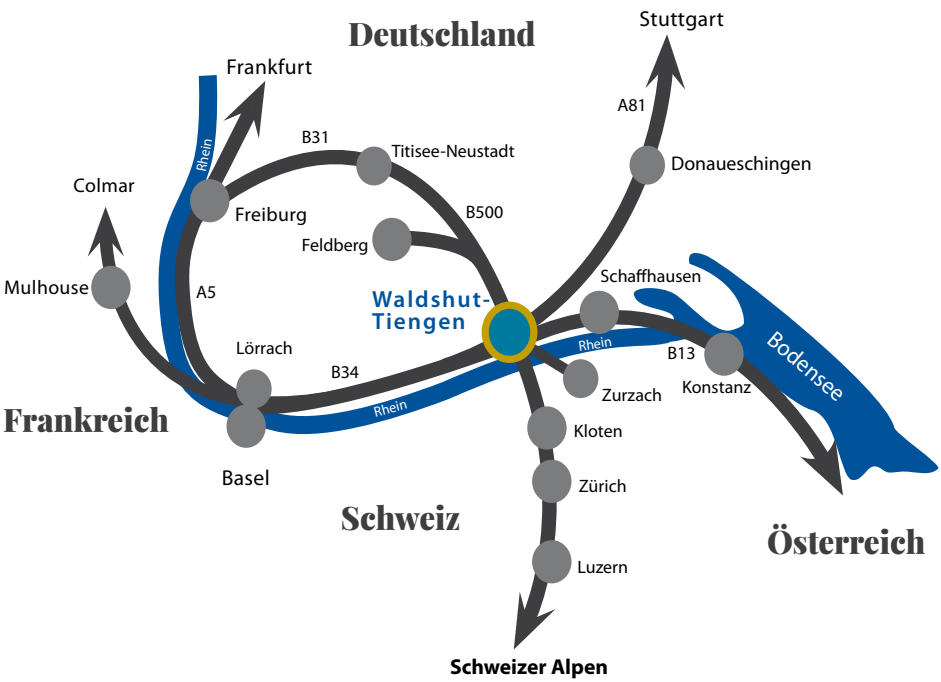 Stuttgart
Deutschland
Frankfurt
A81
B31
Titisee-Neustadt
Rhein
Donaueschingen
Colmar
B500
Freiburg
Feldberg
Schaffhausen
Mulhouse
A5
Waldshut-
Tiengen
Rhein
Bodensee
Lörrach
B13
B34
Konstanz
Zurzach
Rhein
Frankreich
Kloten
Basel
Zürich
Schweiz
Österreich
Luzern
Schweizer Alpen